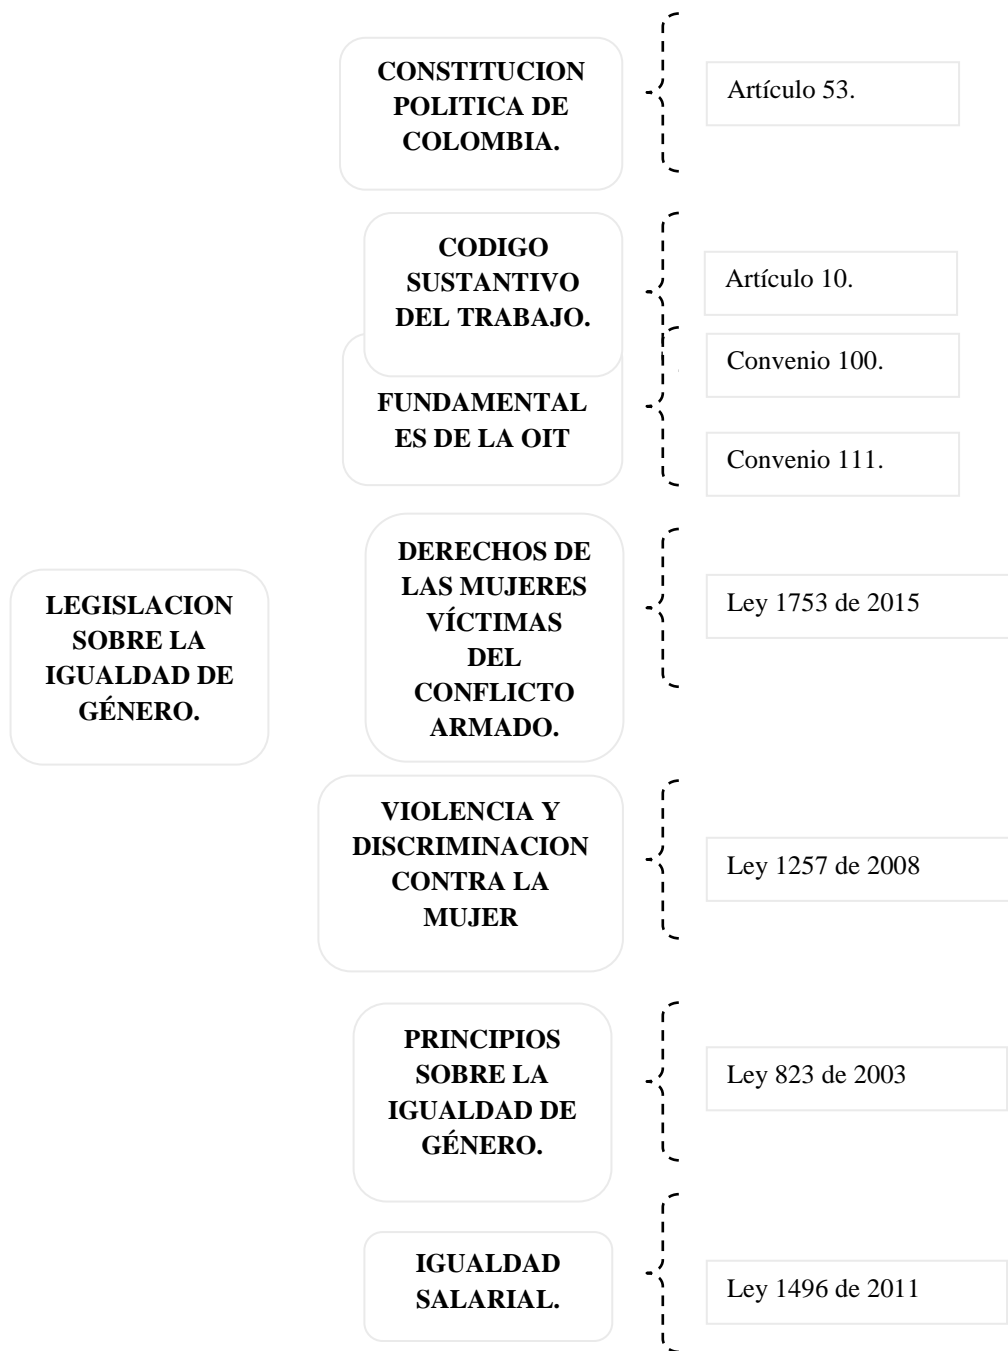 CONSTITUCION
POLITICA DE
COLOMBIA.
Artículo 53.
CODIGO
SUSTANTIVO
DEL TRABAJO.
Artículo 10.
FUNDAMENTAL
ES DE LA OIT
Convenio 100.
Convenio 111.
LEGISLACION
SOBRE LA
IGUALDAD DE
GÉNERO.
DERECHOS DE
LAS MUJERES
VÍCTIMAS
DEL
CONFLICTO
ARMADO.
Ley 1753 de 2015
VIOLENCIA Y
DISCRIMINACION
CONTRA LA
MUJER
Ley 1257 de 2008
PRINCIPIOS
SOBRE LA
IGUALDAD DE
GÉNERO.
Ley 823 de 2003
IGUALDAD
SALARIAL.
Ley 1496 de 2011